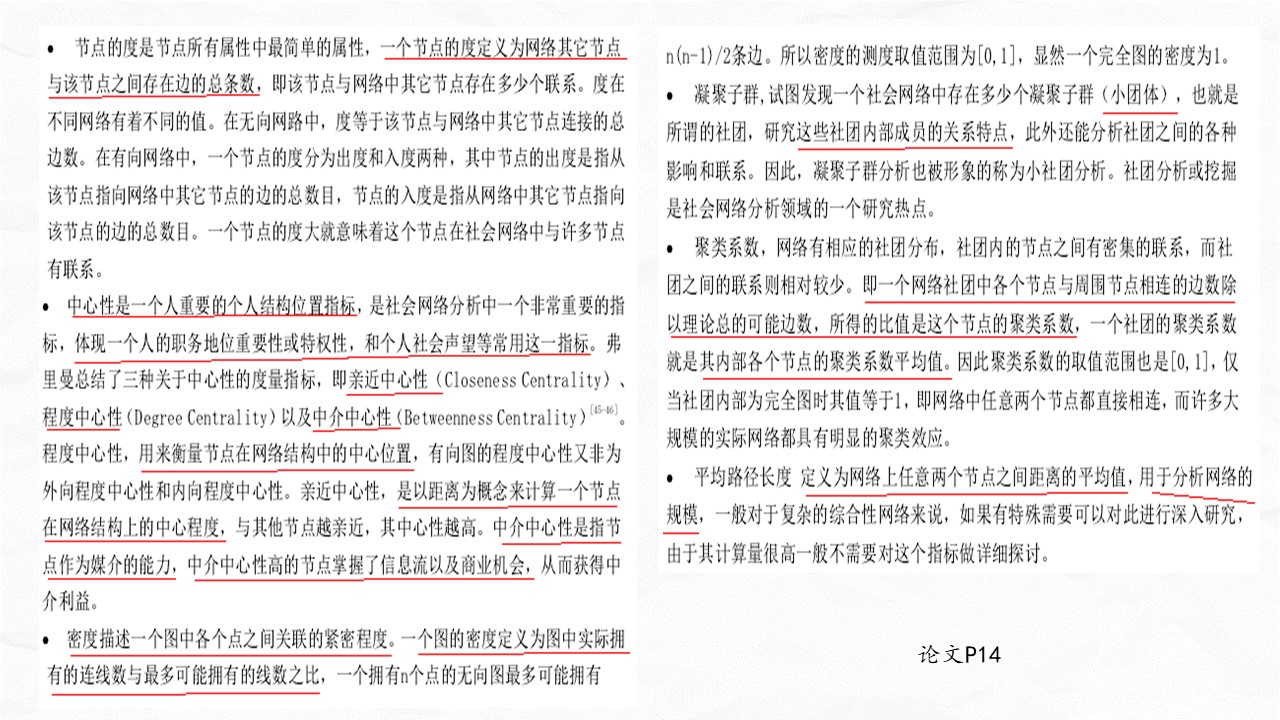 ● 节点的度是节点所有属性中最简单的属性，一个节点的度定义为网络其它节点
与该节点之间存在边的总条数，即该节点与网络中其它节点存在多少个联系。度在
不同网络有着不同的值。在无向网路中，度等于该节点与网络中其它节点连接的总
边数。在有向网络中，一个节点的度分为出度和入度两种，其中节点的出度是指从
该节点指向网络中其它节点的边的总数目，节点的入度是指从网络中其它节点指向
该节点的边的总数目。一个节点的度大就意味着这个节点在社会网络中与许多节点
有联系。
● 中心性是一个人重要的个人结构位置指标，是社会网络分析中一个非常重要的指
标，体现一个人的职务地位重要性或特权性，和个人社会声望等常用这一指标。弗
里曼总结了三种关于中心性的度量指标，即亲近中心性（Closeness Centrality）、
程度中心性(Degree Centrality)以及中介中心性(Betweenness Centrality)[45-46]。
程度中心性，用来衡量节点在网络结构中的中心位置，有向图的程度中心性又非为
外向程度中心性和内向程度中心性。亲近中心性，是以距离为概念来计算一个节点
在网络结构上的中心程度，与其他节点越亲近，其中心性越高。中介中心性是指节
点作为媒介的能力，中介中心性高的节点掌握了信息流以及商业机会，从而获得中
介利益。
● 密度描述一个图中各个点之间关联的紧密程度。一个图的密度定义为图中实际拥
有的连线数与最多可能拥有的线数之比，一个拥有n个点的无向图最多可能拥有
n(n-1)/2条边。所以密度的测度取值范围为[0,1]，显然一个完全图的密度为1。
● 凝聚子群,试图发现一个社会网络中存在多少个凝聚子群（小团体），也就是
所谓的社团，研究这些社团内部成员的关系特点，此外还能分析社团之间的各种
影响和联系。因此，凝聚子群分析也被形象的称为小社团分析。社团分析或挖掘
是社会网络分析领域的一个研究热点。
● 聚类系数，网络有相应的社团分布，社团内的节点之间有密集的联系，而社
团之间的联系则相对较少。即一个网络社团中各个节点与周围节点相连的边数除
以理论总的可能边数，所得的比值是这个节点的聚类系数，一个社团的聚类系数
就是其内部各个节点的聚类系数平均值。因此聚类系数的取值范围也是[0,1]，仅
当社团内部为完全图时其值等于1，即网络中任意两个节点都直接相连，而许多大
规模的实际网络都具有明显的聚类效应。
● 平均路径长度 定义为网络上任意两个节点之间距离的平均值，用于分析网络的
规模，一般对于复杂的综合性网络来说，如果有特殊需要可以对此进行深入研究，
由于其计算量很高一般不需要对这个指标做详细探讨。
论文P14